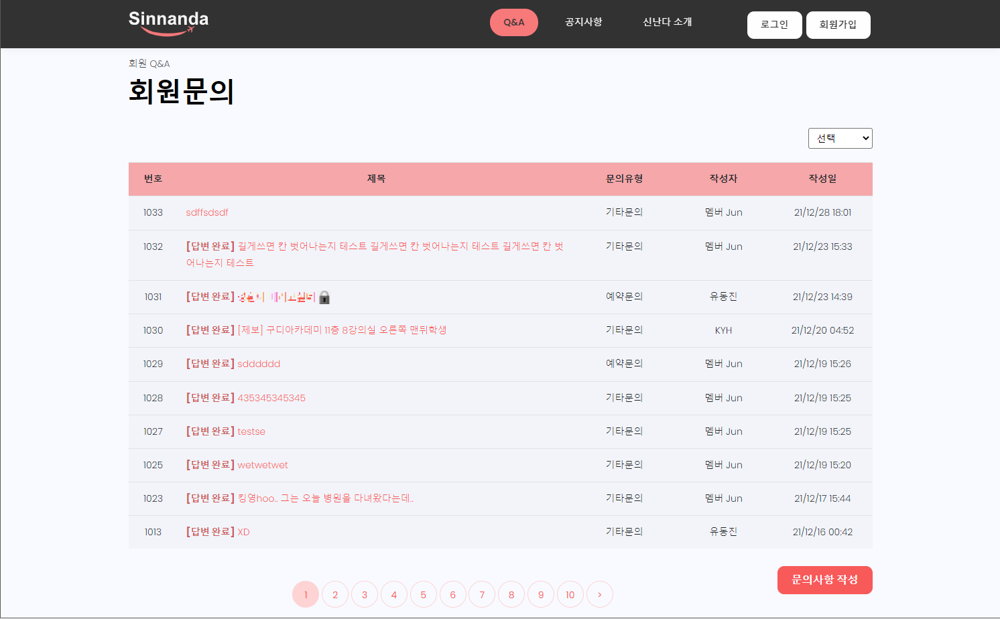 Sinnanda
Q&A 공지사항 신난다 소개 로그인 회원가입
회원 Q&A
회원문의
선택
번호 제목 문의유형 작성자 작성일
1033 sdffsdsdf 기타문의 멤버 Jun 21/12/28 18:01
1032 [답변 완료] 길게쓰면 칸 벗어나는지 테스트 길게쓰면 칸 벗어나는지 테스트 길게쓰면 칸 벗 기타문의 멤버 Jun 21/12/23 15:33
어나는지 테스트
1031 [답변 완료] 예약문의 유동진 21/12/23 14:39
1030 [답변 완료] [제보] 구디아카데미 11층 8강의실 오른쪽 맨뒤학생 기타문의 KYH 21/12/20 04:52
1029 [답변 완료] sdddddd 예약문의 멤버 Jun 21/12/19 15:26
1028 [답변 완료] 435345345345 기타문의 멤버 Jun 21/12/19 15:25
1027 [답변 완료] testse 기타문의 멤버 Jun 21/12/19 15:25
1025 [답변 완료] wetwetwet 기타문의 멤버 Jun 21/12/19 15:20
1023 [답변 완료] 킹영hoo.. 그는 오늘 병원을 다녀왔다는데.. 기타문의 멤버 Jun 21/12/17 15:44
1013 [답변 완료] XD 기타문의 유동진 21/12/16 00:42
문의사항 작성
1 2 3 4 5 6 7 8 9 10 >